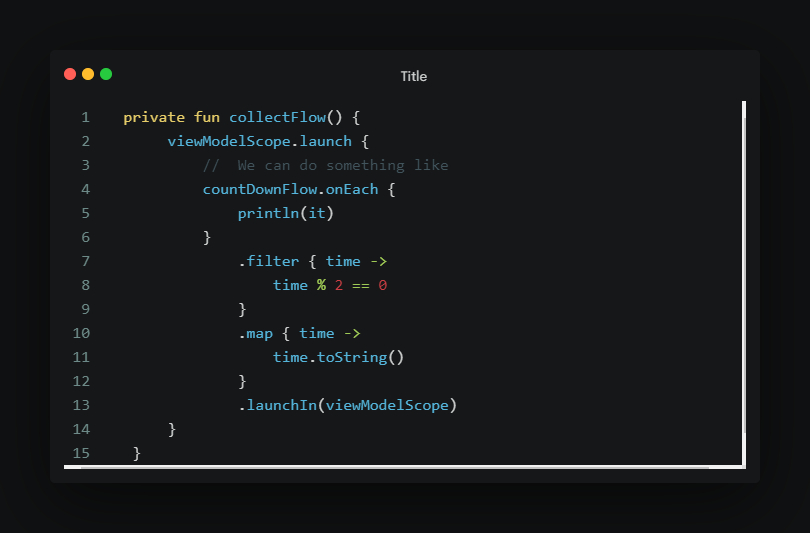 Title
1 private fun collectFlow() {
2 viewModelScope.launch {
3 //  We can do something like
4 countDownFlow.onEach {
5 println(it)
6 }
7 .filter { time ->
8 time % 2 == 0
9 }
10 .map { time ->
11 time.toString()
12 }
13 .launchIn(viewModelScope)
14 }
15 }